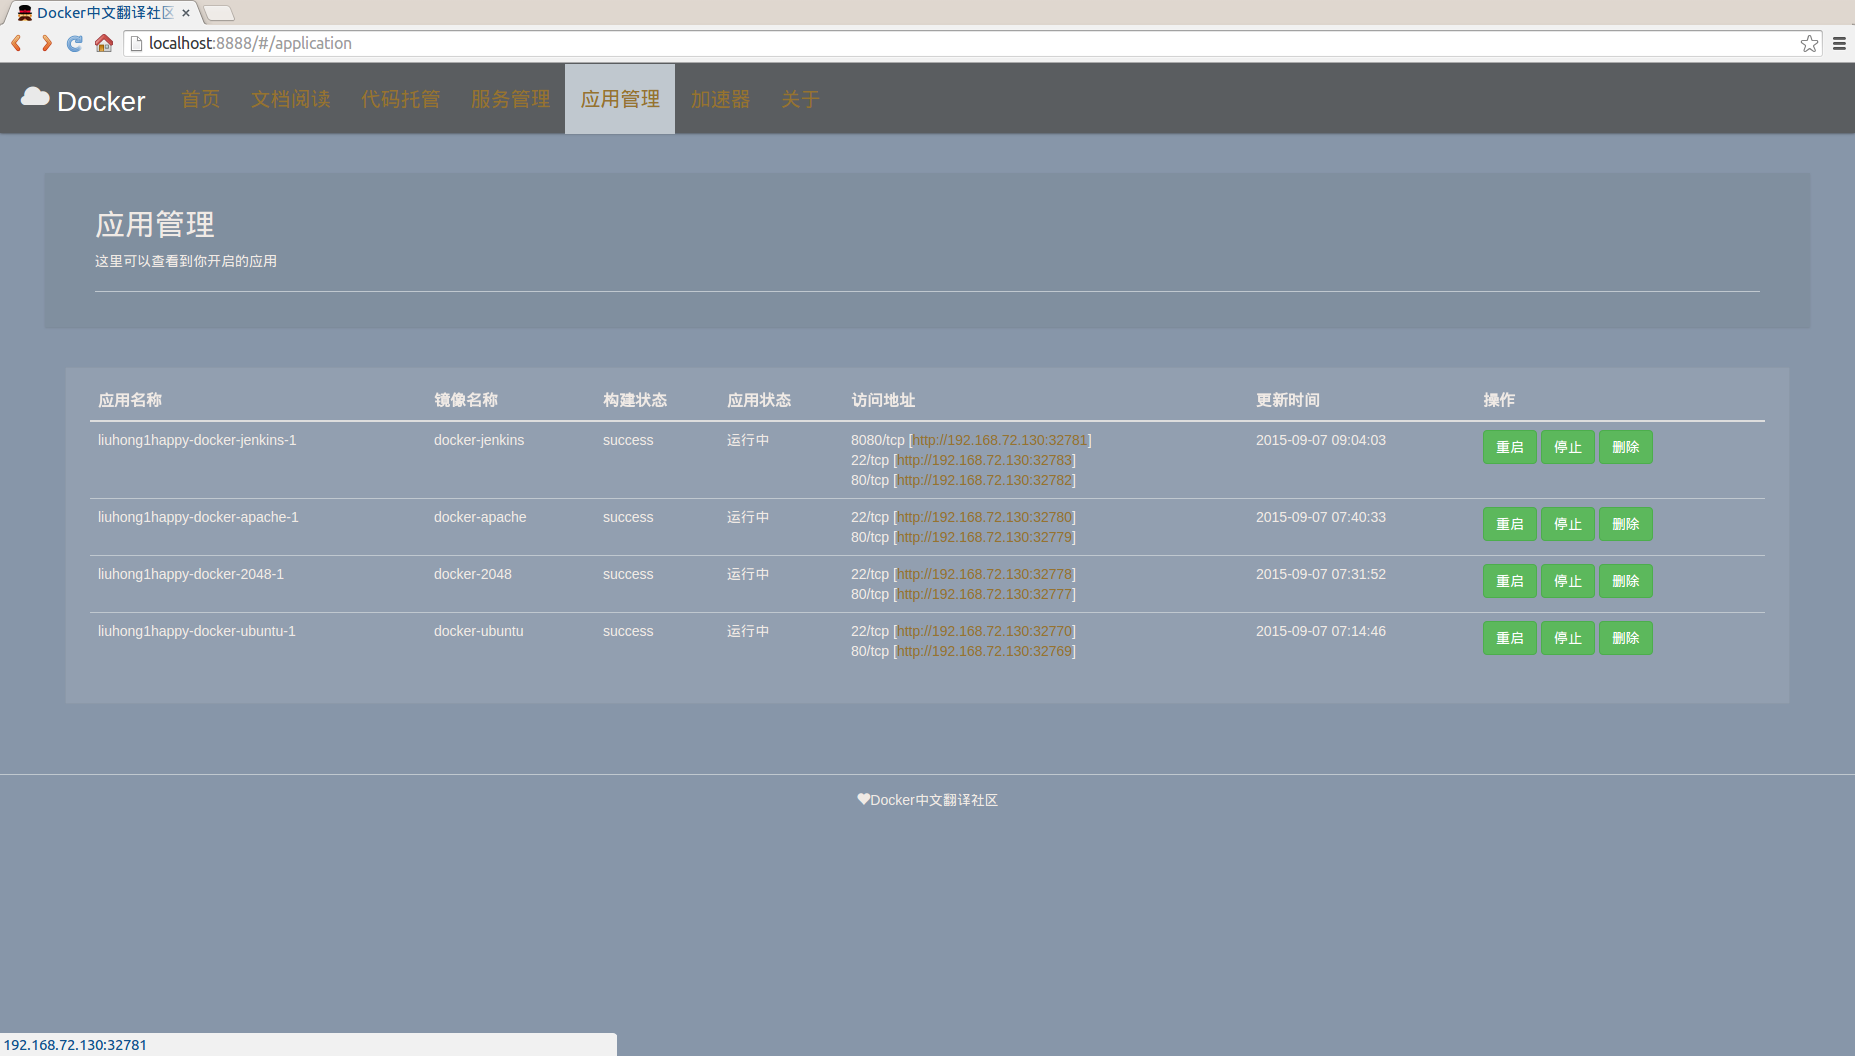 Docker中文翻译社区
localhost:8888/#/application
Docker 首页 文档阅读 代码托管 服务管理 应用管理 加速器 关于
应用管理
这里可以查看到你开启的应用
应用名称 镜像名称 构建状态 应用状态 访问地址 更新时间 操作
liuhong1happy-docker-jenkins-1 docker-jenkins success 运行中 8080/tcp [http://192.168.72.130:32781] 2015-09-07 09:04:03 重启 停止 删除
22/tcp [http://192.168.72.130:32783]
80/tcp [http://192.168.72.130:32782]
liuhong1happy-docker-apache-1 docker-apache success 运行中 22/tcp [http://192.168.72.130:32780] 2015-09-07 07:40:33 重启 停止 删除
80/tcp [http://192.168.72.130:32779]
liuhong1happy-docker-2048-1 docker-2048 success 运行中 22/tcp [http://192.168.72.130:32778] 2015-09-07 07:31:52 重启 停止 删除
80/tcp [http://192.168.72.130:32777]
liuhong1happy-docker-ubuntu-1 docker-ubuntu success 运行中 22/tcp [http://192.168.72.130:32770] 2015-09-07 07:14:46 重启 停止 删除
80/tcp [http://192.168.72.130:32769]
Docker中文翻译社区
192.168.72.130:32781